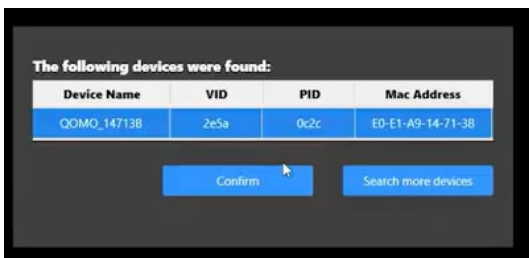 The following devices were found:
Device Name VID PID Mac Address
QOMO_14713B 2e5a 0c2c E0-E1-A9-14-71-3B
Confirm Search more devices